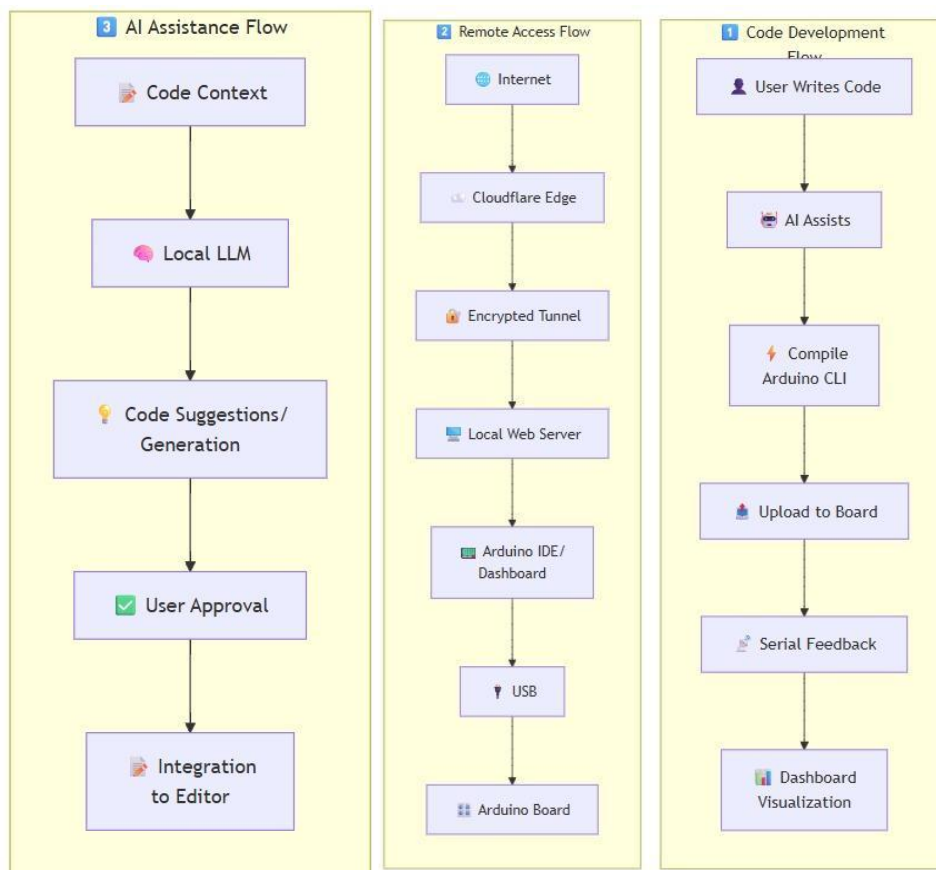 3 AI Assistance Flow
Code Context
Local LLM
Code Suggestions/
Generation
User Approval
Integration
to Editor
2 Remote Access Flow
Internet
Cloudflare Edge
Encrypted Tunnel
Local Web Server
Arduino IDE/
Dashboard
USB
Arduino Board
1 Code Development
Flow
User Writes Code
AI Assists
Compile
Arduino CLI
Upload to Board
Serial Feedback
Dashboard
Visualization